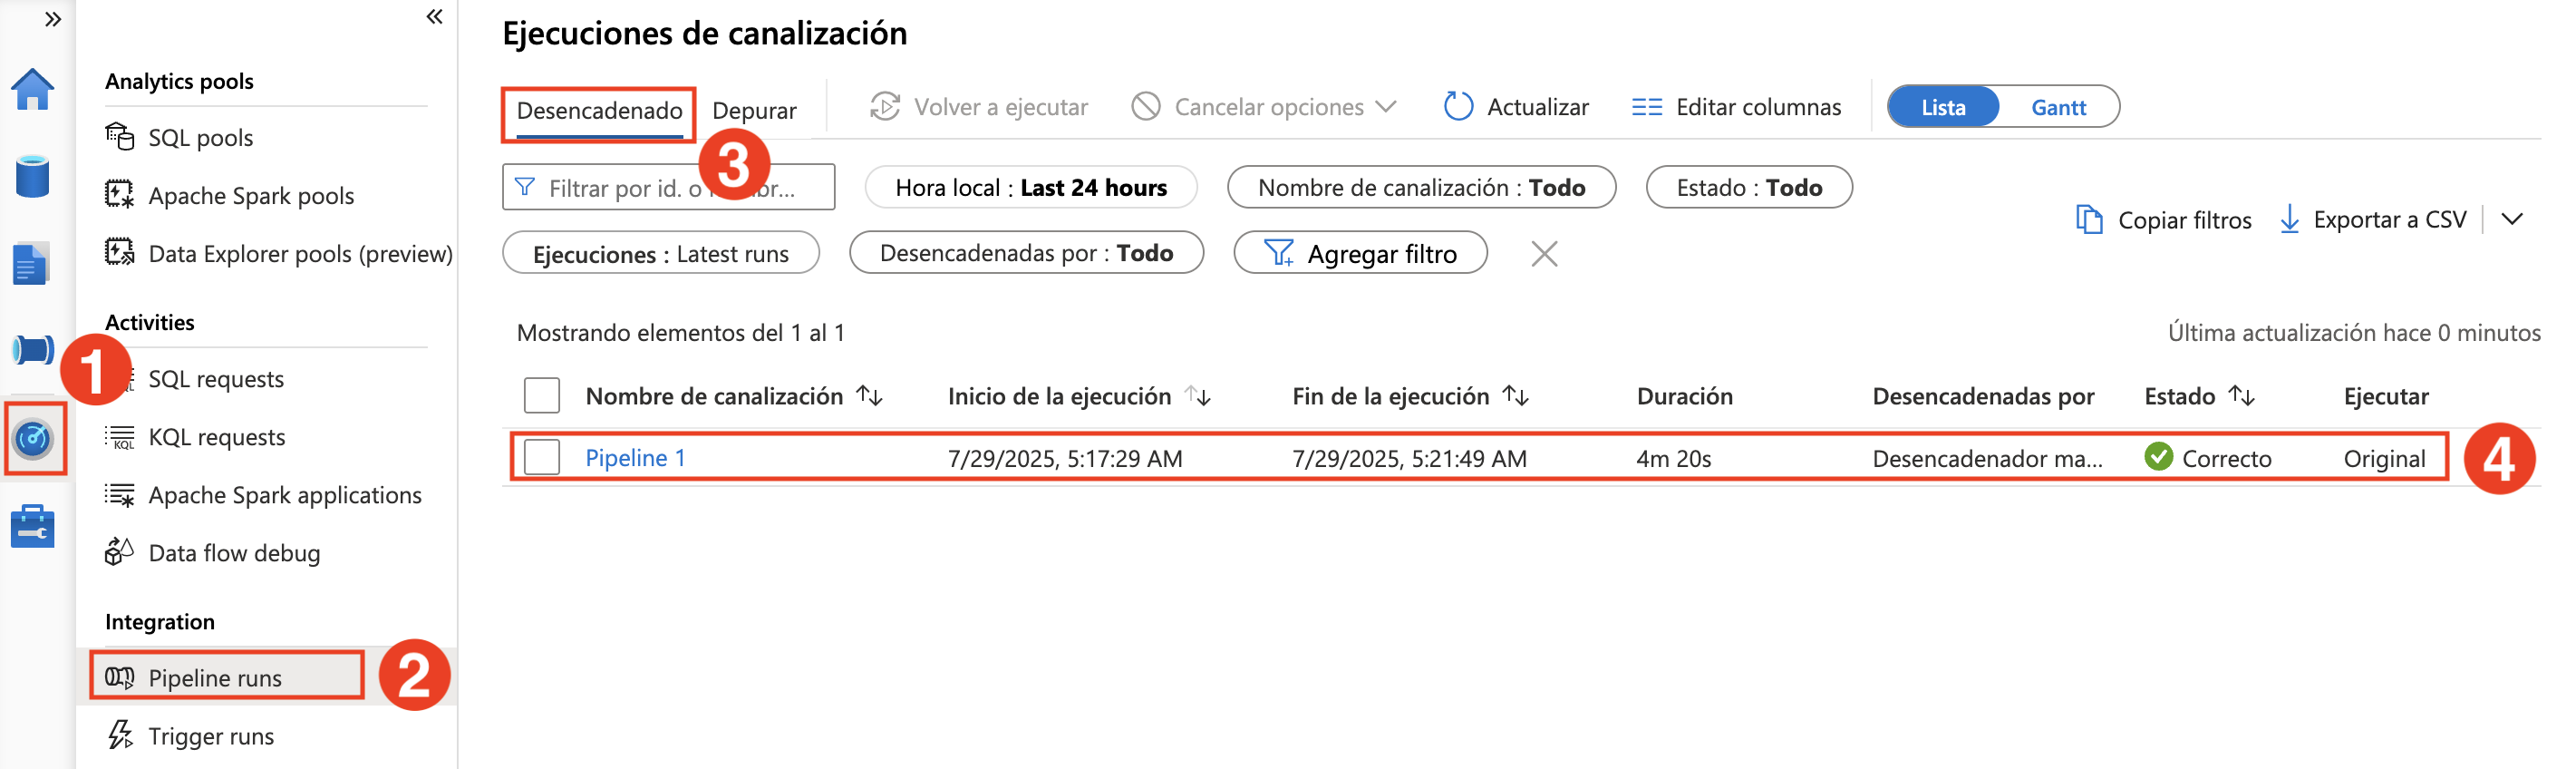 Analytics pools
SQL pools
Apache Spark pools
Data Explorer pools (preview)
Activities
1
SQL requests
KQL KQL requests
Apache Spark applications
Data flow debug
Integration
Pipeline runs 2
Trigger runs
Ejecuciones de canalización
Desencadenado Depurar Volver a ejecutar Cancelar opciones Actualizar Editar columnas Lista Gantt
3
Filtrar por id. o Hora local : Last 24 hours Nombre de canalización : Todo Estado : Todo
Ejecuciones : Latest runs Desencadenadas por : Todo Agregar filtro
Copiar filtros Exportar a CSV
Mostrando elementos del 1 al 1 Última actualización hace 0 minutos
Nombre de canalización Inicio de la ejecución Fin de la ejecución Duración Desencadenadas por Estado Ejecutar
Pipeline 1 7/29/2025, 5:17:29 AM 7/29/2025, 5:21:49 AM 4m 20s Desencadenador ma... Correcto Original 4